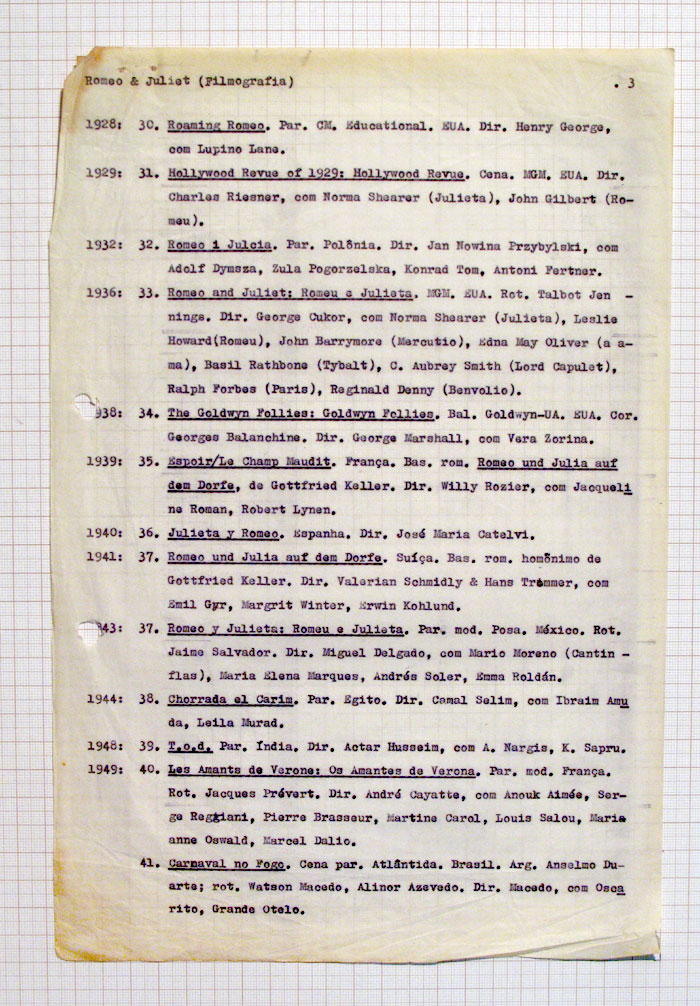 Romeo & Juliet (Filmografia) . 3
1928: 30. Roaming Romeo. Par. CM. Educational. EUA. Dir. Henry George,
com Lupino Lane.
1929: 31. Hollywood Revue of 1929: Hollywood Revue. Cena. MGM. EUA. Dir.
Charles Riesner, com Norma Shearer (Julieta), John Gilbert (Ro-
meu).
1932: 32. Romeo i Julcia. Par. Polônia. Dir. Jan Nowina Przybylski, com
Adolf Dymsza, Zula Pogorzelska, Konrad Tom, Antoni Fertner.
1936: 33. Romeo and Juliet: Romeu e Julieta. MGM. EUA. Rot. Talbot Jen -
nings. Dir. George Cukor, com Norma Shearer (Julieta), Leslie
Howard(Romeu), John Barrymore (Mercutio), Edna May Oliver (a a-
ma), Basil Rathbone (Tybalt), C. Aubrey Smith (Lord Capulet),
Ralph Forbes (Paris), Reginald Denny (Benvolio).
938: 34. The Goldwyn Follies: Goldwyn Follies. Bal. Goldwyn-UA. EUA. Cor.
Georges Balanchine. Dir. George Marshall, com Vera Zorina.
1939: 35. Espoir/Le Champ Maudit. França. Bas. rom. Romeo und Julia auf
dem Dorfe, de Gottfried Keller. Dir. Willy Rozier, com Jacqueli
ne Roman, Robert Lynen.
1940: 36. Julieta y Romeo. Espanha. Dir. José Maria Catelvi.
1941: 37. Romeo und Julia auf dem Dorfe. Suíça. Bas. rom. homônimo de
Gottfried Keller. Dir. Valerian Schmidly & Hans Trommer, com
Emil Gyr, Margrit Winter, Erwin Kohlund.
943: 37. Romeo y Julieta: Romeu e Julieta. Par. mod. Posa. México. Rot.
Jaime Salvador. Dir. Miguel Delgado, com Mario Moreno (Cantin -
flas), Maria Elena Marques, Andrés Soler, Emma Roldán.
1944: 38. Chorrada el Carim. Par. Egito. Dir. Camal Selim, com Ibraim Amu
da, Leila Murad.
1948: 39. T.o.d. Par. Índia. Dir. Actar Husseim, com A. Nargis, K. Sapru.
1949: 40. Les Amants de Verone: Os Amantes de Verona. Par. mod. França.
Rot. Jacques Prévert. Dir. André Cayatte, com Anouk Aimée, Ser-
ge Reggiani, Pierre Brasseur, Martine Carol, Louis Salou, Maria
anne Oswald, Marcel Dalio.
41. Carnaval no Fogo. Cena par. Atlântida. Brasil. Arg. Anselmo Du-
arte; rot. Watson Macedo, Alinor Azevedo. Dir. Macedo, com Osca
rito, Grande Otelo.